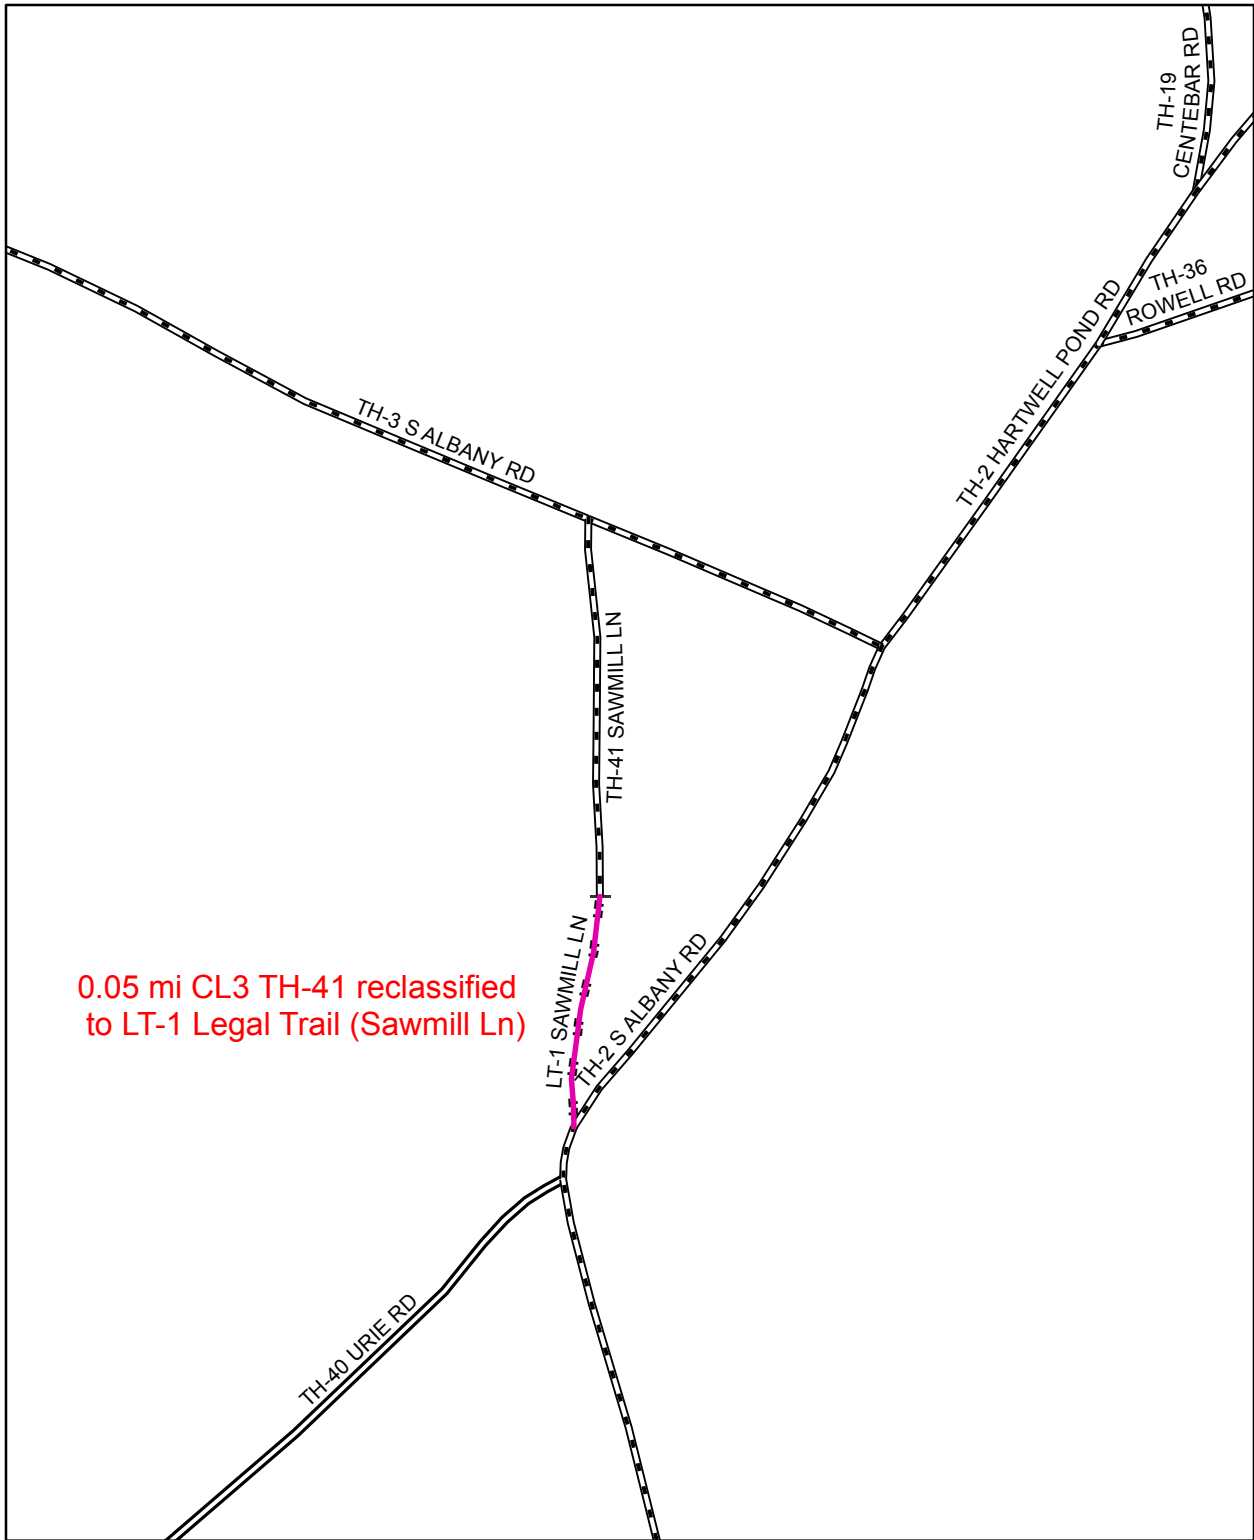 TH-19
CENTEBAR RD
TH-36
ROWELL RD
TH-2 HARTWELL POND RD
TH-3 S ALBANY RD
TH-41 SAWMILL LN
LT-1 SAWMILL LN
TH-2 S ALBANY RD
0.05 mi CL3 TH-41 reclassified
to LT-1 Legal Trail (Sawmill Ln)
TH-40 URIE RD